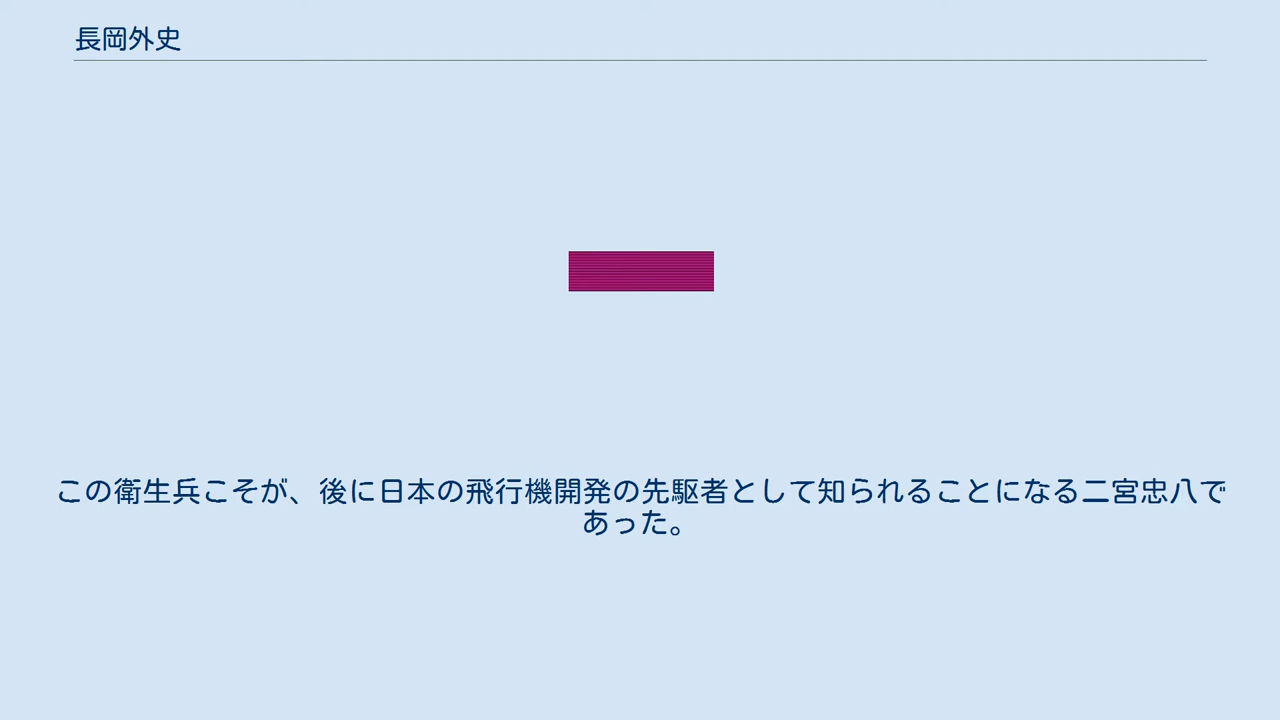 長岡外史
この衛生兵こそが、後に日本の飛行機開発の先駆者として知られることになる二宮忠八で
あった。